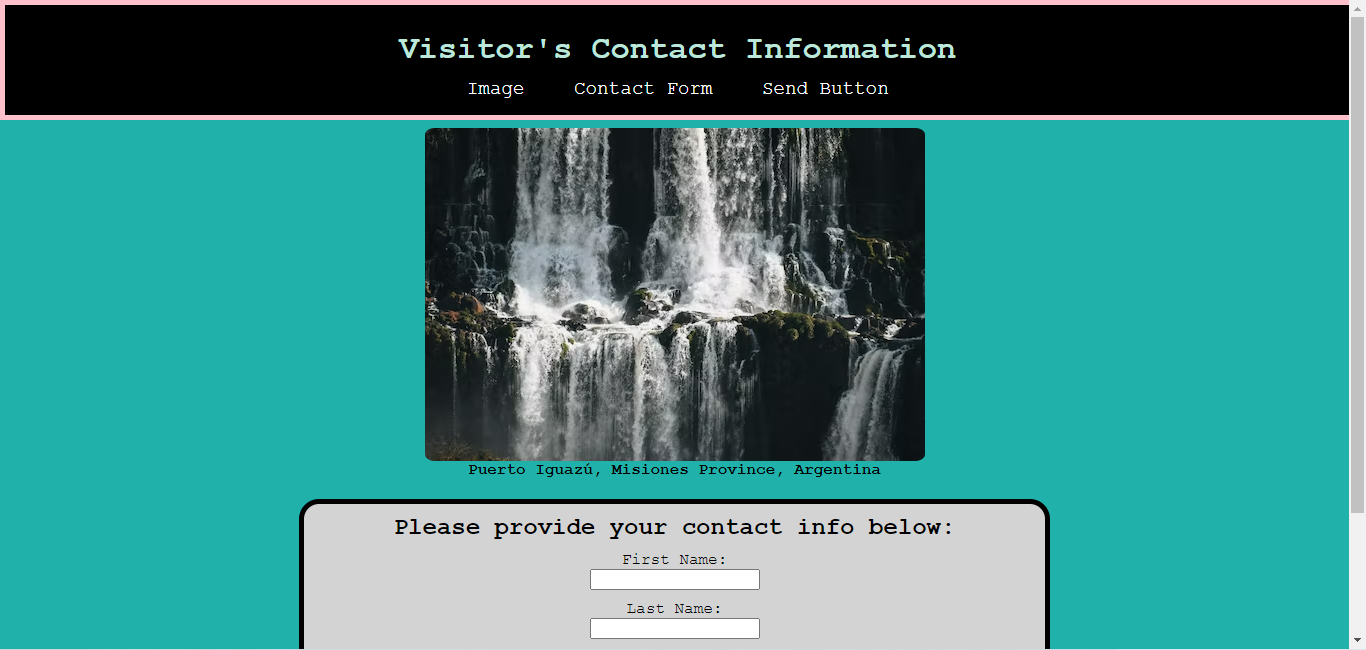 Visitor's Contact Information
Image Contact Form Send Button
Puerto Iguazú, Misiones Province, Argentina
Please provide your contact info below:
First Name:
Last Name: